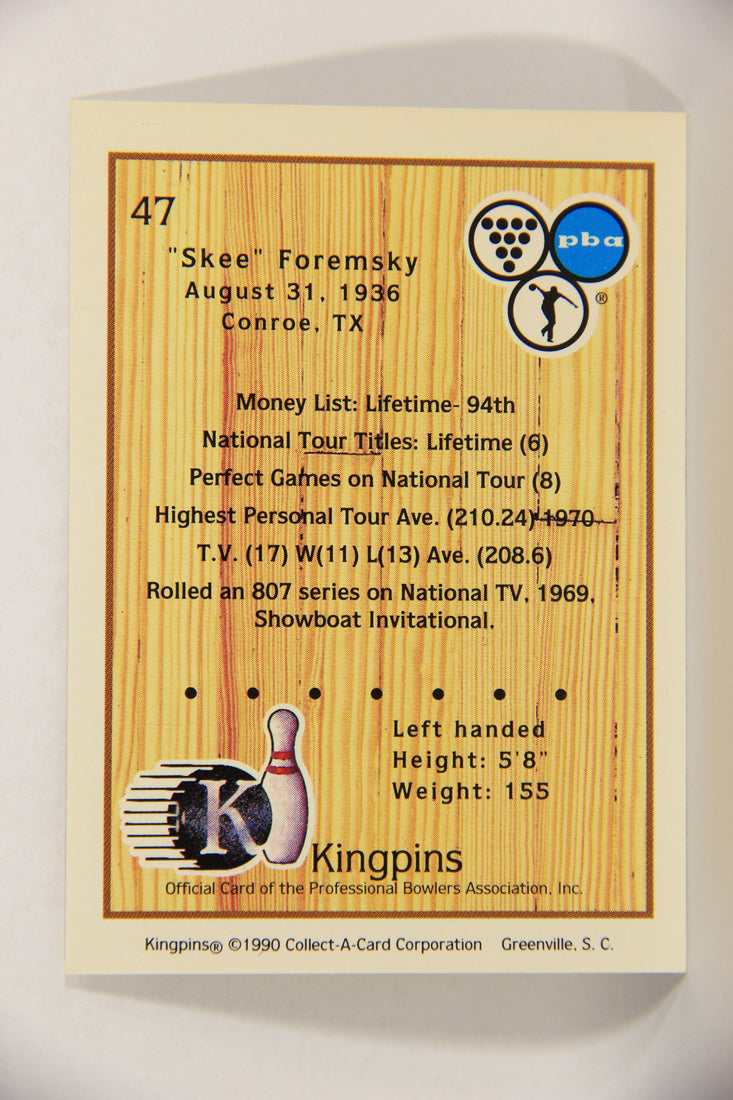 47
pba
"Skee" Foremsky
August 31, 1936
®
Conroe, TX
Money List: Lifetime- 94th
National Tour Titles: Lifetime (6)
Perfect Games on National Tour (8)
Highest Personal Tour Ave. (210.24) 1970
T.V. (17) W(11) L(13) Ave. (208.6)
Rolled an 807 series on National TV, 1969,
Showboat Invitational.
Left handed
Height: 5'8"
Weight: 155
K
Kingpins
Official Card of the Professional Bowlers Association, Inc.
Kingpins® ©1990 Collect-A-Card Corporation Greenville, S. C.